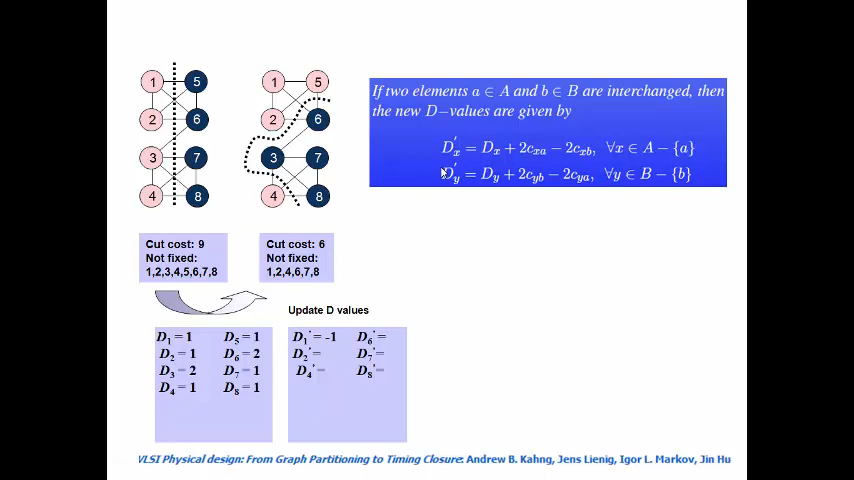 1 5 1 5
2 6 2 6
3 7 3 7
4 8 4 8
If two elements a ∈ A and b ∈ B are interchanged, then
the new D−values are given by
D′x = Dx + 2cxa − 2cxb, ∀x ∈ A − {a}
D′y = Dy + 2cyb − 2cya, ∀y ∈ B − {b}
Cut cost: 9
Not fixed:
1,2,3,4,5,6,7,8
Cut cost: 6
Not fixed:
1,2,4,6,7,8
Update D values
D1 = 1 D5 = 1
D2 = 1 D6 = 2
D3 = 2 D7 = 1
D4 = 1 D8 = 1
D1' = -1 D6' =
D2' = D7' =
D4' = D8' =
VLSI Physical design: From Graph Partitioning to Timing Closure: Andrew B. Kahng, Jens Lienig, Igor L. Markov, Jin Hu